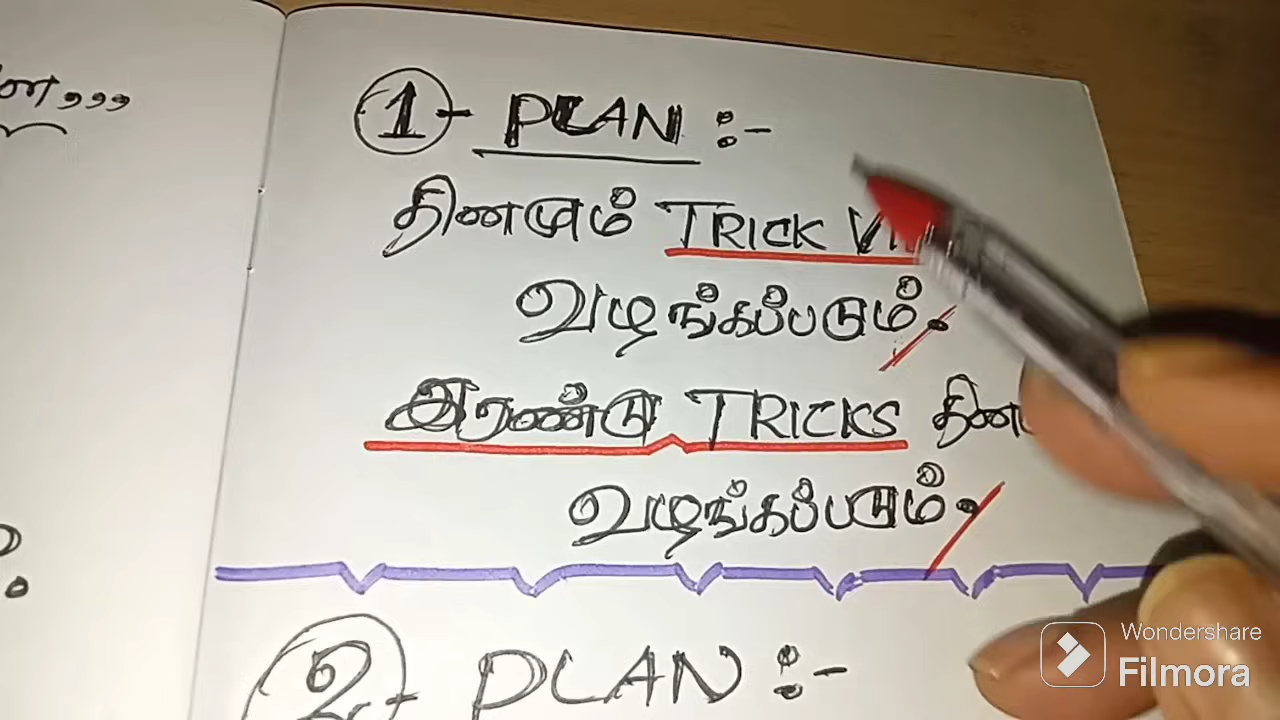 1 - PLAN :-
தினமும் TRICK
வழங்கப்படும்.
இரண்டு TRICKS
வழங்கப்படும்.
2 - PLAN :-
Wondershare
Filmora